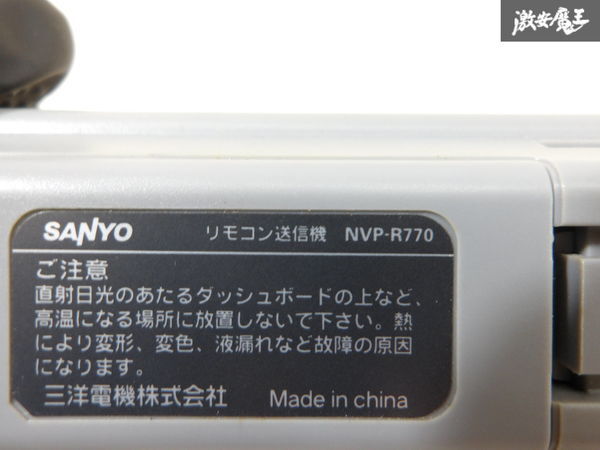 激安魔王
SANYO リモコン送信機 NVP-R770
ご注意
直射日光のあたるダッシュボードの上など、
高温になる場所に放置しないで下さい。熱
により変形、変色、液漏れなど故障の原因
になります。
三洋電機株式会社 Made in china